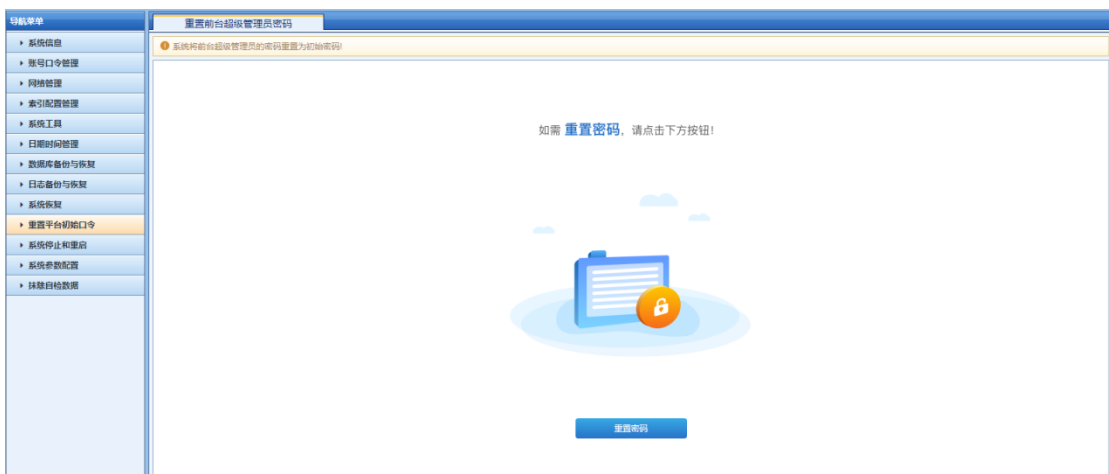 导航菜单
重置前台超级管理员密码
系统信息
账号口令管理
网络管理
索引配置管理
系统工具
日期时间管理
数据库备份与恢复
日志备份与恢复
系统恢复
重置平台初始口令
系统停止和重启
系统参数配置
抹除自检数据
系统将前台超级管理员的密码重置为初始密码!
如需 重置密码，请点击下方按钮！
重置密码